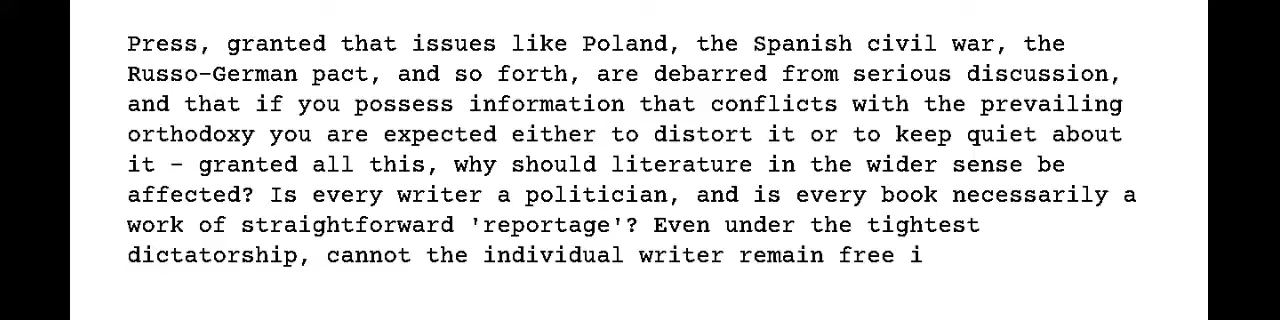 Press, granted that issues like Poland, the Spanish civil war, the
Russo-German pact, and so forth, are debarred from serious discussion,
and that if you possess information that conflicts with the prevailing
orthodoxy you are expected either to distort it or to keep quiet about
it - granted all this, why should literature in the wider sense be
affected? Is every writer a politician, and is every book necessarily a
work of straightforward 'reportage'? Even under the tightest
dictatorship, cannot the individual writer remain free i